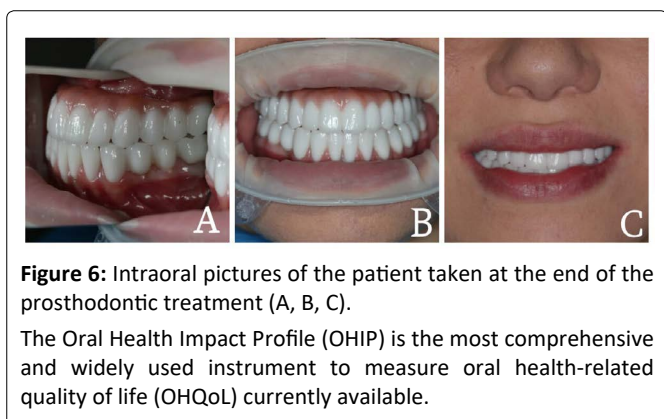 A
B
C
Figure 6: Intraoral pictures of the patient taken at the end of the
prosthodontic treatment (A, B, C).
The Oral Health Impact Profile (OHIP) is the most comprehensive
and widely used instrument to measure oral health-related
quality of life (OHQoL) currently available.